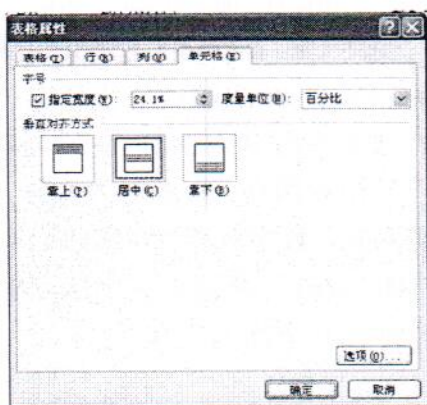 表格属性
表格(T) 行(R) 列(U) 单元格(E)
字号
指定宽度(W): 24.1% 度量单位(M): 百分比
垂直对齐方式
靠上(P) 居中(C) 靠下(B)
选项(O)...
确定 取消